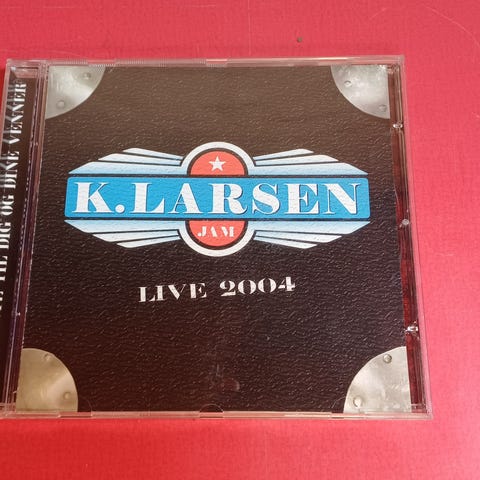 K.LARSEN
JAM
LIVE 2004
TIL DIG OG DINE VENNER